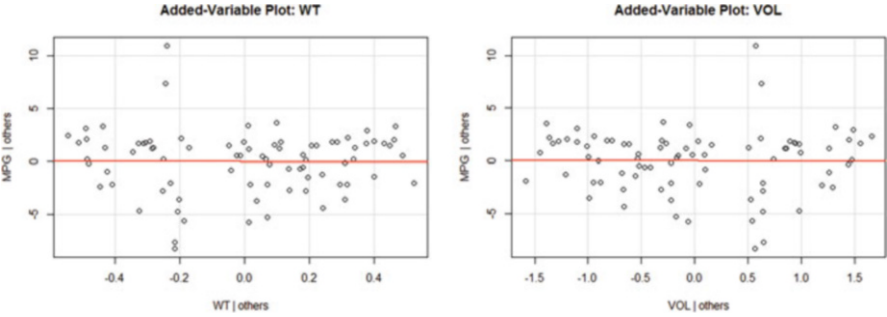 Added-Variable Plot: WT
MPG | others
10
5
0
-5
-0.4 -0.2 0.0 0.2 0.4
WT | others
Added-Variable Plot: VOL
MPG | others
10
5
0
-5
-1.5 -1.0 -0.5 0.0 0.5 1.0 1.5
VOL | others